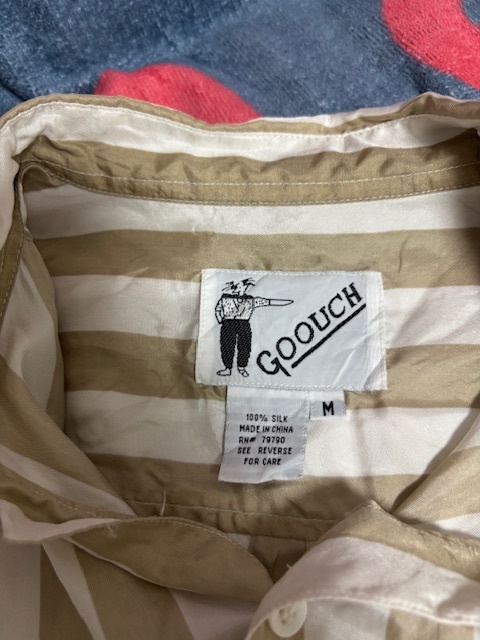 GOOUCH
M
100% SILK
MADE IN CHINA
RN# 79790
SEE REVERSE
FOR CARE